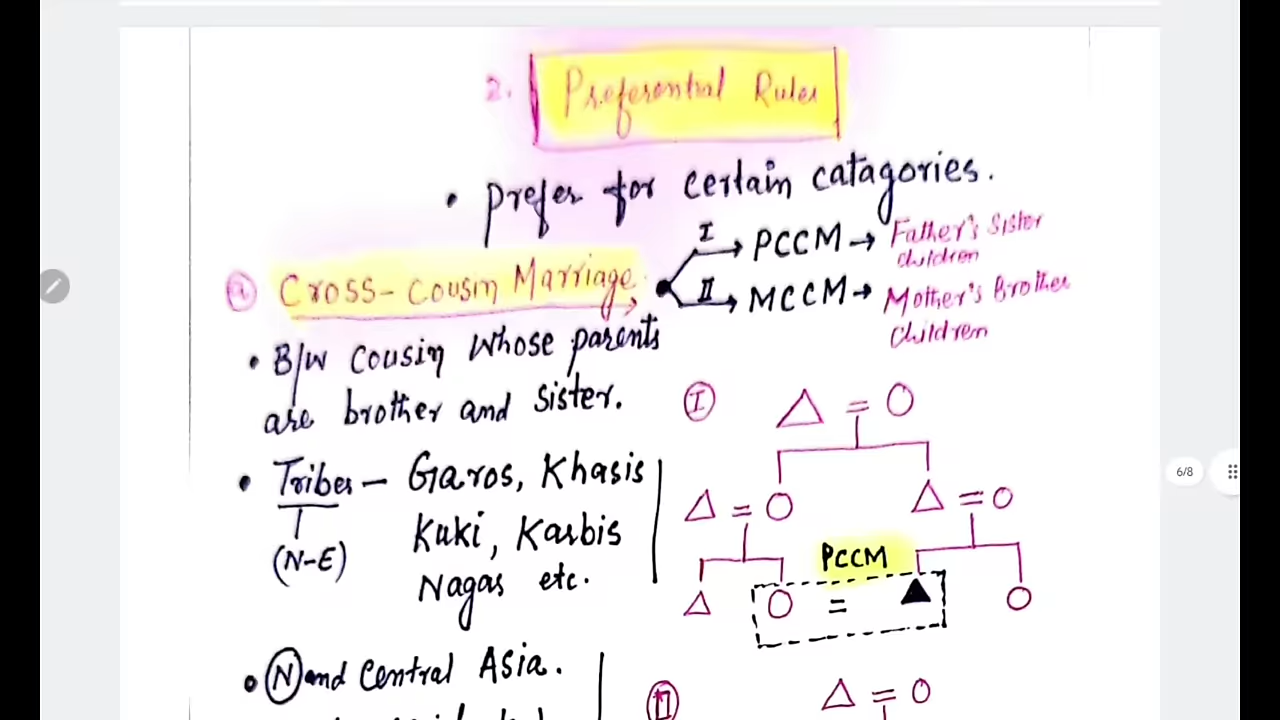 2. Preferential Rules
• Prefer for certain catagories.
ⓐ Cross-Cousin Marriage
I → PCCM → Father's Sister
children
II → MCCM → Mother's Brother
children
• B/W cousin whose parents
are brother and sister.
• Tribes - Garos, Khasis
(N-E) Kuki, Karbis
Nagas etc.
Ⓘ
△ = O
△ = O △ = O
PCCM
△ O = ▲ O
• Ⓝ and Central Asia.
II
△ = O
6/8